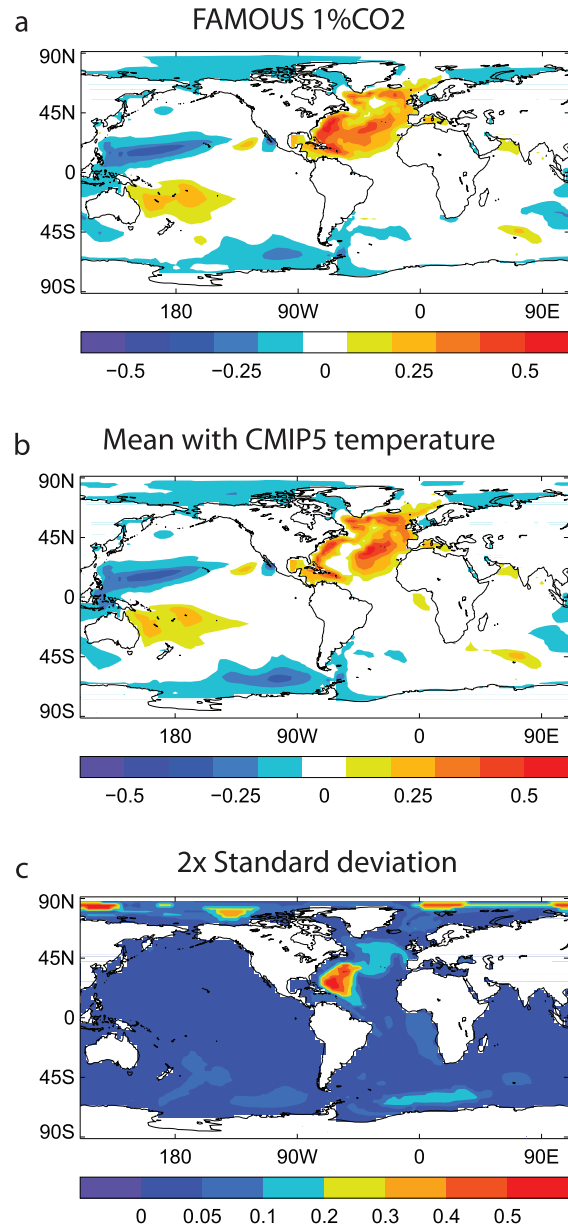 a
FAMOUS 1%CO2
90N
45N
0
45S
90S
180 90W 0 90E
−0.5 −0.25 0 0.25 0.5
b
Mean with CMIP5 temperature
90N
45N
0
45S
90S
180 90W 0 90E
−0.5 −0.25 0 0.25 0.5
c
2x Standard deviation
90N
45N
0
45S
90S
180 90W 0 90E
0 0.05 0.1 0.2 0.3 0.4 0.5